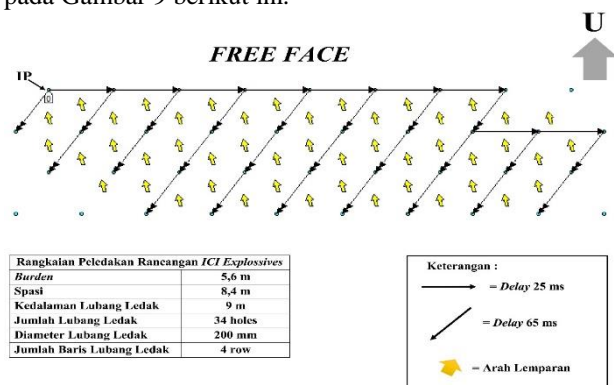 pada Gambar 9 berikut ini.
U
FREE FACE
IP
0
Rangkaian Peledakan Rancangan ICI Explossives
Burden 5,6 m
Spasi 8,4 m
Kedalaman Lubang Ledak 9 m
Jumlah Lubang Ledak 34 holes
Diameter Lubang Ledak 200 mm
Jumlah Baris Lubang Ledak 4 row
Keterangan :
= Delay 25 ms
= Delay 65 ms
= Arah Lemparan